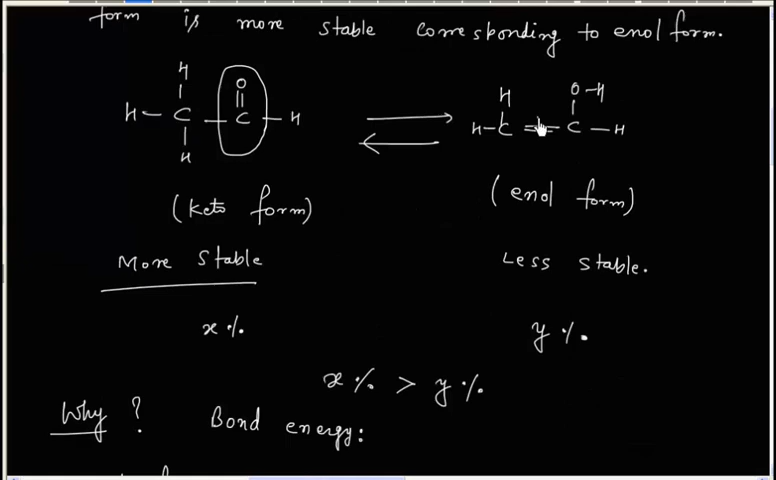 form is more stable corresponding to enol form.
H H
O O-H
H-C-C-H H-C=C-H
H
(keto form) (enol form)
More stable Less stable.
x% y%.
x% > y%.
Why? Bond energy: